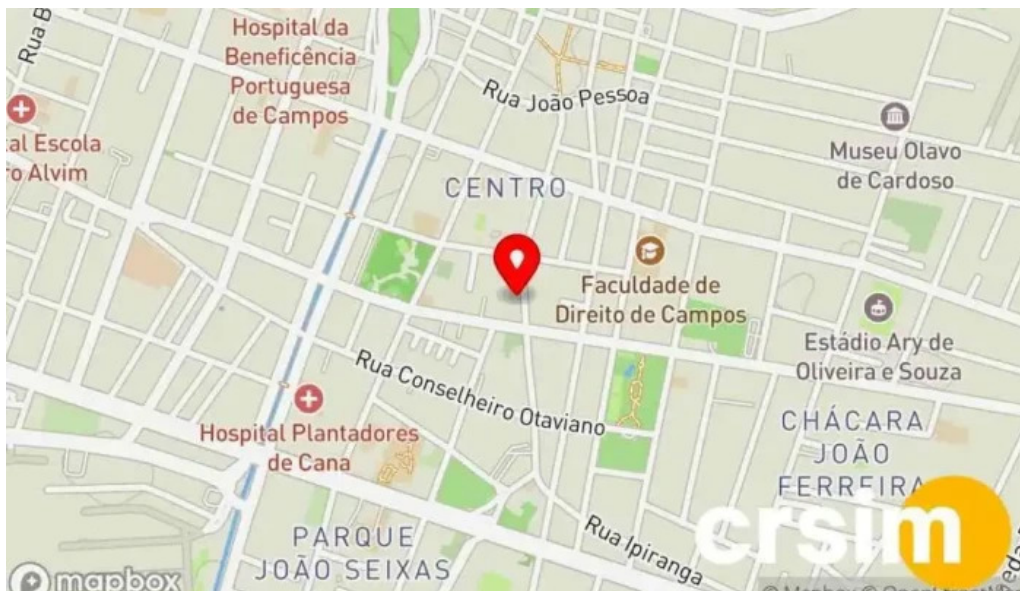 Rua B
Hospital da
Beneficência
Portuguesa
de Campos
Rua João Pessoa
al Escola
ro Alvim
Museu Olavo
de Cardoso
CENTRO
Faculdade de
Direito de Campos
Estádio Ary de
Oliveira e Souza
Rua Conselheiro Otaviano
Hospital Plantadores
de Cana
CHÁCARA
JOÃO
FERREIRA
crsim
Rua Ipiranga
PARQUE
JOÃO SEIXAS
mapbox
© Mapbox ©